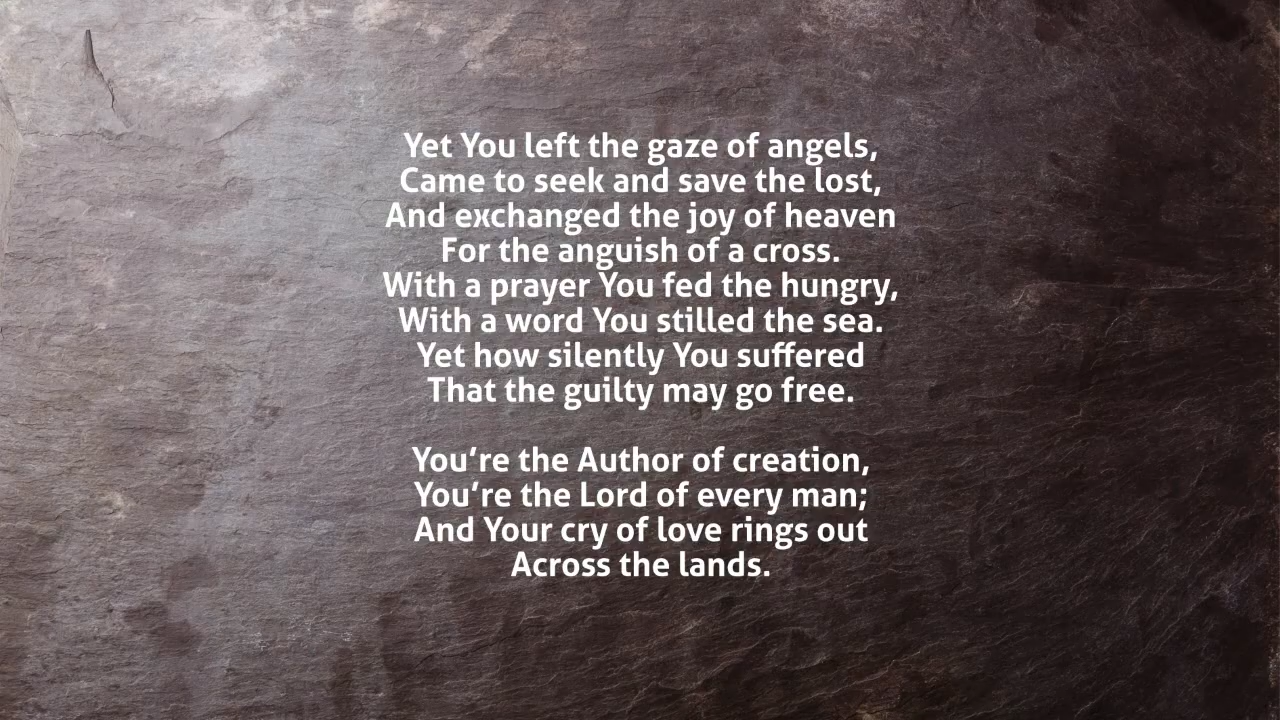 Yet You left the gaze of angels,
Came to seek and save the lost,
And exchanged the joy of heaven
For the anguish of a cross.
With a prayer You fed the hungry,
With a word You stilled the sea.
Yet how silently You suffered
That the guilty may go free.
You’re the Author of creation,
You’re the Lord of every man;
And Your cry of love rings out
Across the lands.